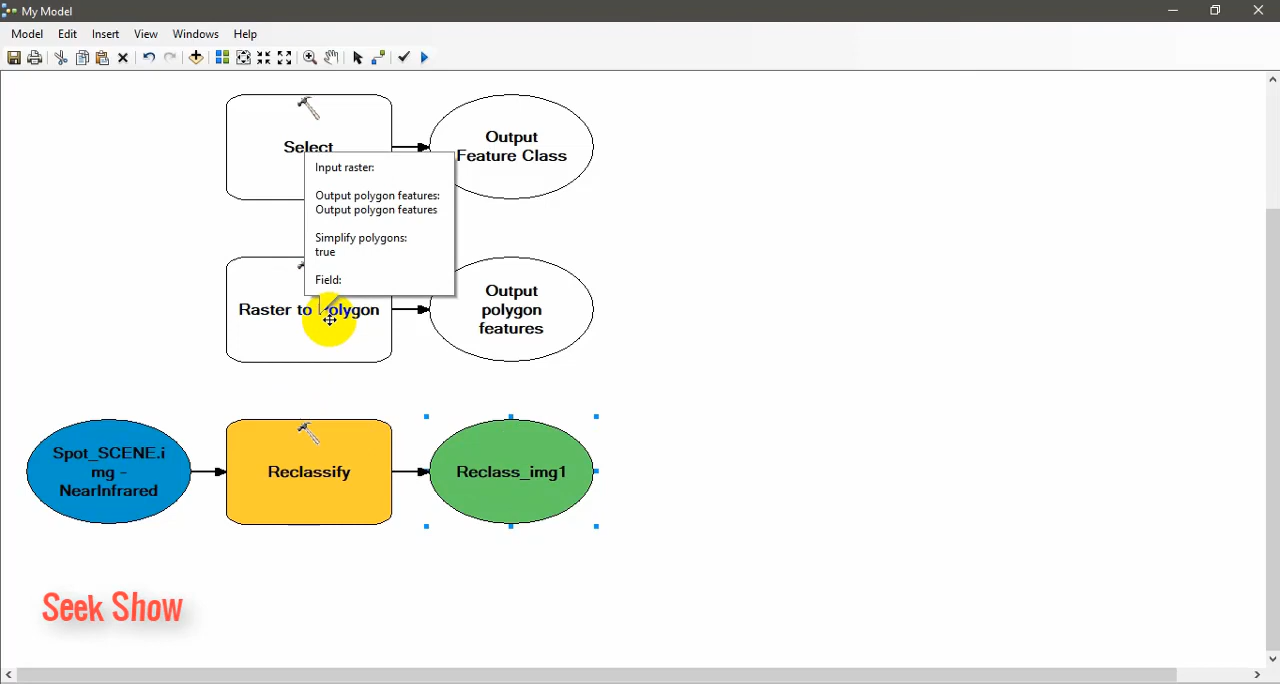 My Model
Model Edit Insert View Windows Help
Select
Output
Feature Class
Input raster:
Output polygon features:
Output polygon features
Simplify polygons:
true
Field:
Raster to Polygon
Output
polygon
features
Spot_SCENE.i
mg -
NearInfrared
Reclassify
Reclass_img1
Seek Show